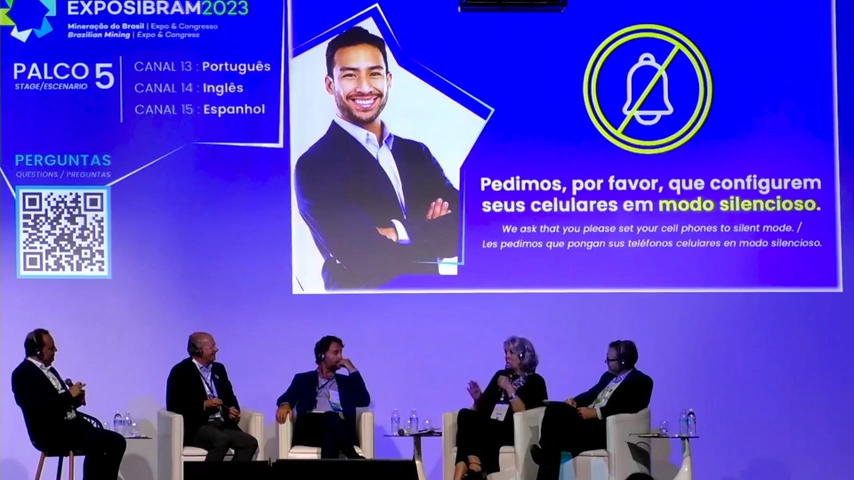 EXPOSIBRAM2023
Mineração do Brasil | Expo & Congresso
Brazilian Mining | Expo & Congress
PALCO 5
STAGE/ESCENARIO
CANAL 13 : Português
CANAL 14 : Inglês
CANAL 15 : Espanhol
PERGUNTAS
QUESTIONS / PREGUNTAS
Pedimos, por favor, que configurem
seus celulares em modo silencioso.
We ask that you please set your cell phones to silent mode. /
Les pedimos que pongan sus teléfonos celulares en modo silencioso.